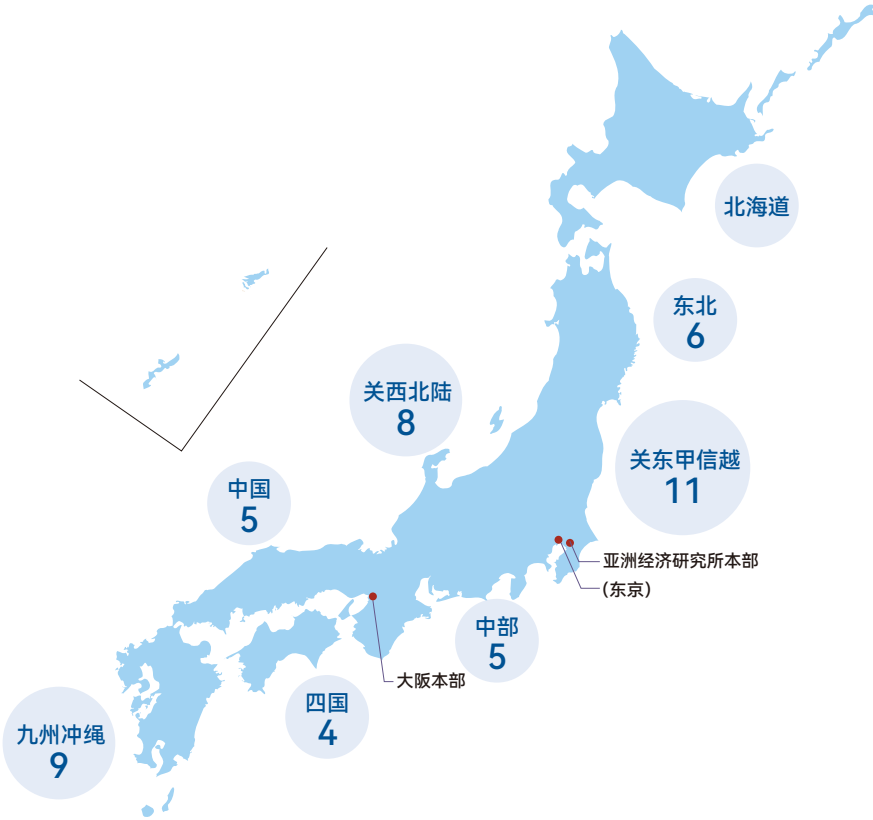 北海道
东北
6
关西北陆
8
关东甲信越
11
中国
5
亚洲经济研究所本部
(东京)
中部
5
大阪本部
四国
4
九州冲绳
9